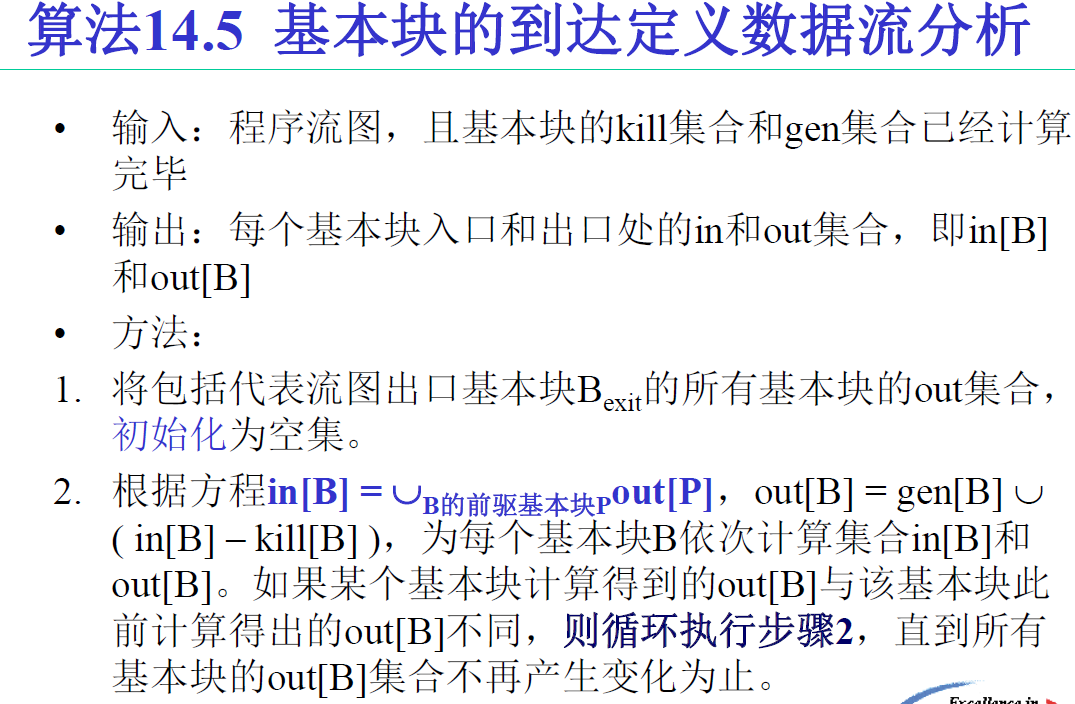 算法14.5 基本块的到达定义数据流分析
• 输入：程序流图，且基本块的kill集合和gen集合已经计算
完毕
• 输出：每个基本块入口和出口处的in和out集合，即in[B]
和out[B]
• 方法：
1. 将包括代表流图出口基本块Bexit的所有基本块的out集合，
初始化为空集。
2. 根据方程in[B] = ∪B的前驱基本块Pout[P]，out[B] = gen[B] ∪
( in[B] – kill[B] )，为每个基本块B依次计算集合in[B]和
out[B]。如果某个基本块计算得到的out[B]与该基本块此
前计算得出的out[B]不同，则循环执行步骤2，直到所有
基本块的out[B]集合不再产生变化为止。
Excellence in